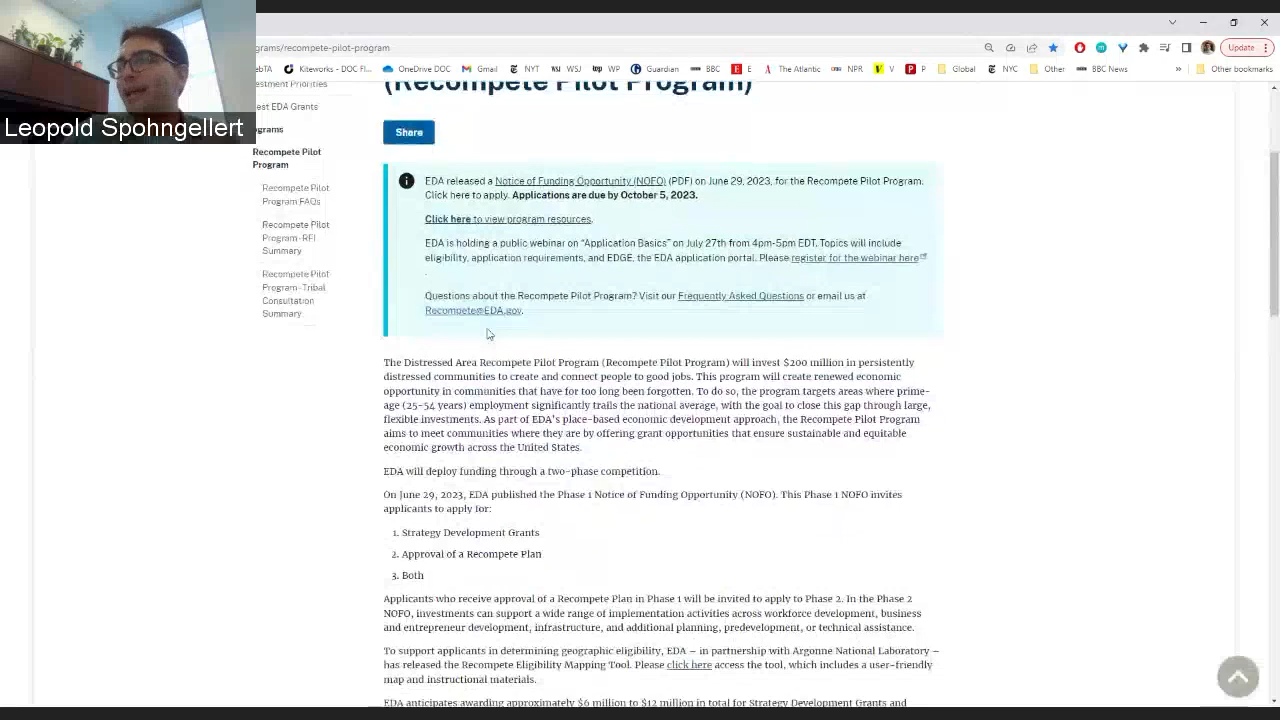 Leopold Spohngellert
grams/recompete-pilot-program
Update
ebTA
Kiteworks - DOC Fi...
OneDrive DOC
Gmail
NYT
WSJ
WP
Guardian
BBC
E
The Atlantic
NPR
V
P
Global
NYC
Other
BBC News
»
Other bookmarks
(Recompete Pilot Program)
vestment Priorities
est EDA Grants
ograms
Recompete Pilot
Program
Recompete Pilot
Program FAQs
Recompete Pilot
Program - RFI
Summary
Recompete Pilot
Program - Tribal
Consultation
Summary
Share
EDA released a Notice of Funding Opportunity (NOFO) (PDF) on June 29, 2023, for the Recompete Pilot Program.
Click here to apply. Applications are due by October 5, 2023.
Click here to view program resources.
EDA is holding a public webinar on “Application Basics” on July 27th from 4pm-5pm EDT. Topics will include
eligibility, application requirements, and EDGE, the EDA application portal. Please register for the webinar here
.
Questions about the Recompete Pilot Program? Visit our Frequently Asked Questions or email us at
Recompete@EDA.gov.
The Distressed Area Recompete Pilot Program (Recompete Pilot Program) will invest $200 million in persistently
distressed communities to create and connect people to good jobs. This program will create renewed economic
opportunity in communities that have for too long been forgotten. To do so, the program targets areas where prime-
age (25-54 years) employment significantly trails the national average, with the goal to close this gap through large,
flexible investments. As part of EDA’s place-based economic development approach, the Recompete Pilot Program
aims to meet communities where they are by offering grant opportunities that ensure sustainable and equitable
economic growth across the United States.
EDA will deploy funding through a two-phase competition.
On June 29, 2023, EDA published the Phase 1 Notice of Funding Opportunity (NOFO). This Phase 1 NOFO invites
applicants to apply for:
1. Strategy Development Grants
2. Approval of a Recompete Plan
3. Both
Applicants who receive approval of a Recompete Plan in Phase 1 will be invited to apply to Phase 2. In the Phase 2
NOFO, investments can support a wide range of implementation activities across workforce development, business
and entrepreneur development, infrastructure, and additional planning, predevelopment, or technical assistance.
To support applicants in determining geographic eligibility, EDA – in partnership with Argonne National Laboratory –
has released the Recompete Eligibility Mapping Tool. Please click here access the tool, which includes a user-friendly
map and instructional materials.
EDA anticipates awarding approximately $6 million to $12 million in total for Strategy Development Grants and